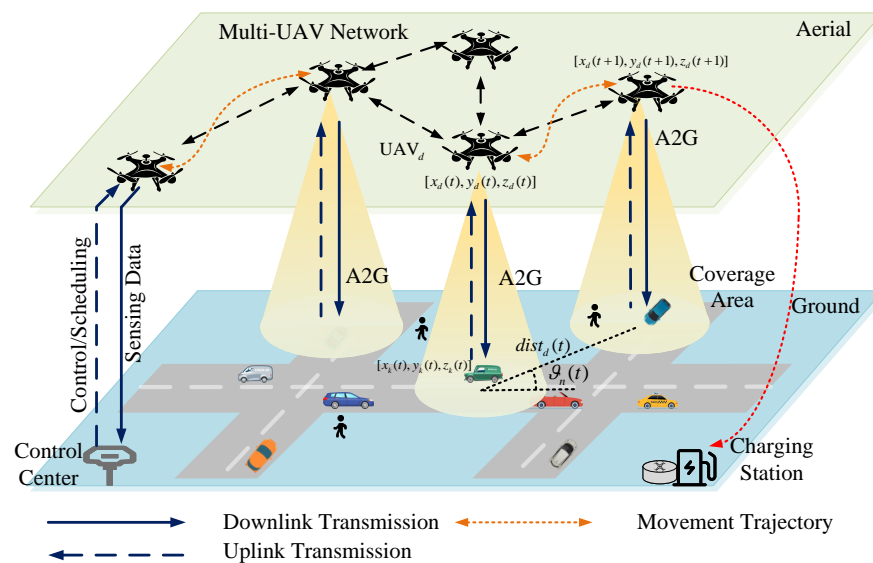 Multi-UAV Network
Aerial
[x_d(t+1), y_d(t+1), z_d(t+1)]
A2G
UAV_d
[x_d(t), y_d(t), z_d(t)]
Control/Scheduling
Sensing Data
A2G
A2G
Coverage
Area
Ground
dist_d(t)
[x_k(t), y_k(t), z_k(t)]
ϑ_n(t)
Control
Center
Charging
Station
Downlink Transmission
Movement Trajectory
Uplink Transmission